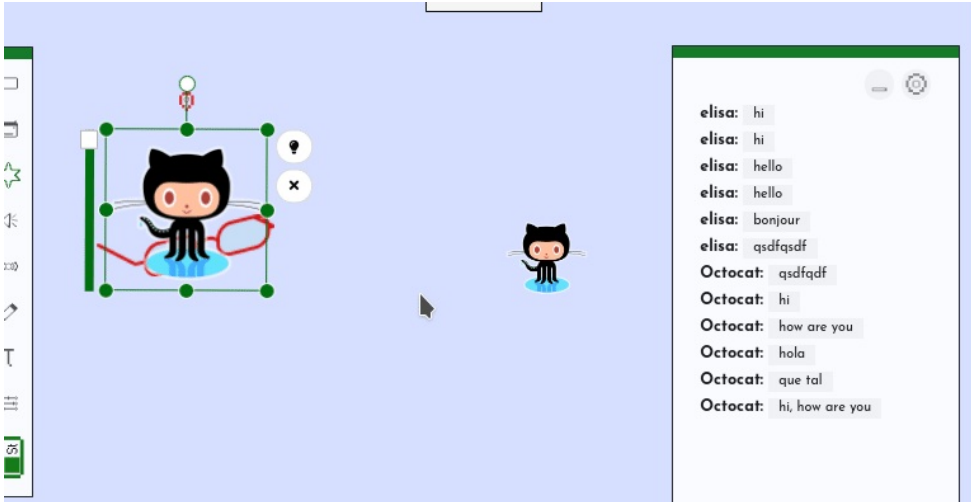 elisa: hi
elisa: hi
elisa: hello
elisa: hello
elisa: bonjour
elisa: qsdfqsdf
Octocat: qsdfqdf
Octocat: hi
Octocat: how are you
Octocat: hola
Octocat: que tal
Octocat: hi, how are you
T
St